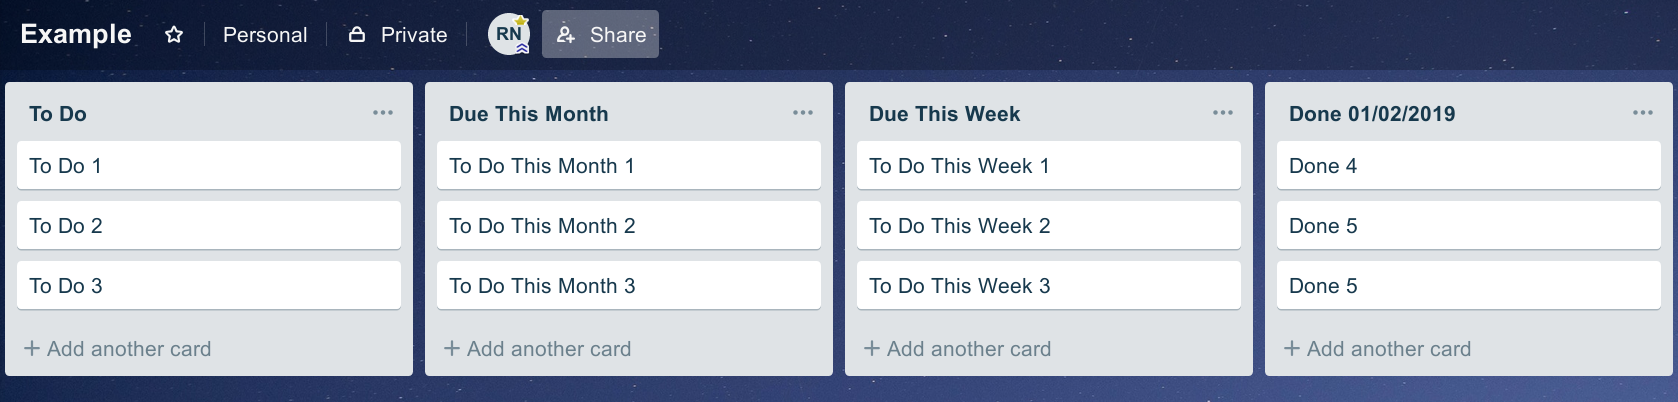 Example Personal Private RN Share
To Do
To Do 1
To Do 2
To Do 3
+ Add another card
Due This Month
To Do This Month 1
To Do This Month 2
To Do This Month 3
+ Add another card
Due This Week
To Do This Week 1
To Do This Week 2
To Do This Week 3
+ Add another card
Done 01/02/2019
Done 4
Done 5
Done 5
+ Add another card